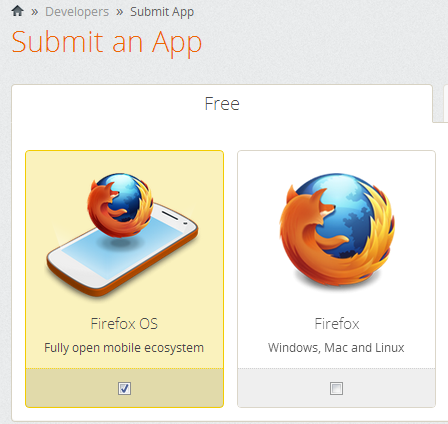 » Developers » Submit App
Submit an App
Free
Firefox OS
Fully open mobile ecosystem
Firefox
Windows, Mac and Linux